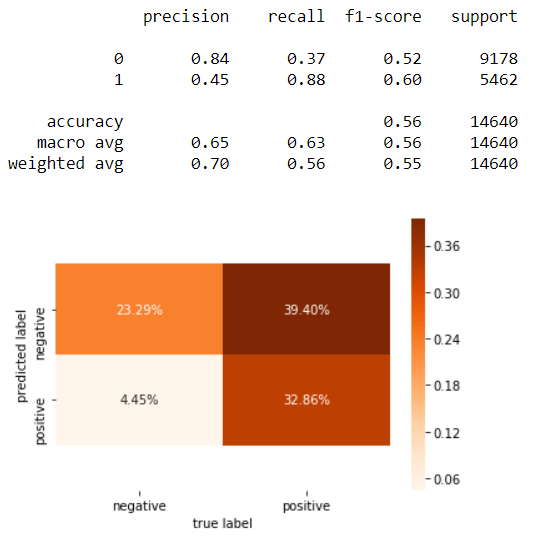 precision recall f1-score support
0 0.84 0.37 0.52 9178
1 0.45 0.88 0.60 5462
accuracy 0.56 14640
macro avg 0.65 0.63 0.56 14640
weighted avg 0.70 0.56 0.55 14640
predicted label
negative
positive
23.29% 39.40%
4.45% 32.86%
negative positive
true label
0.36
0.30
0.24
0.18
0.12
0.06